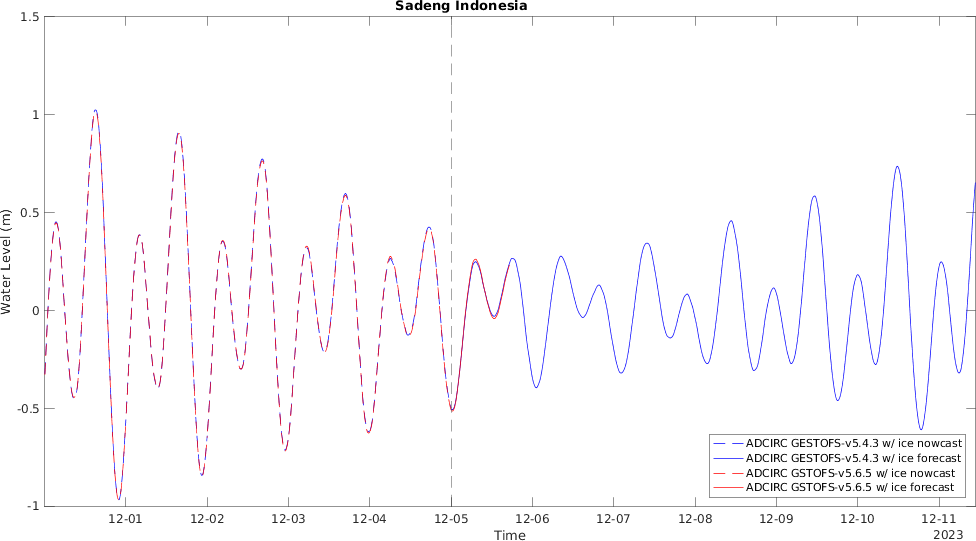 Sadeng Indonesia
1.5
1
0.5
0
-0.5
-1
Water Level (m)
12-01
12-02
12-03
12-04
12-05
12-06
12-07
12-08
12-09
12-10
12-11
Time
2023
ADCIRC GESTOFS-v5.4.3 w/ ice nowcast
ADCIRC GESTOFS-v5.4.3 w/ ice forecast
ADCIRC GSTOFS-v5.6.5 w/ ice nowcast
ADCIRC GSTOFS-v5.6.5 w/ ice forecast